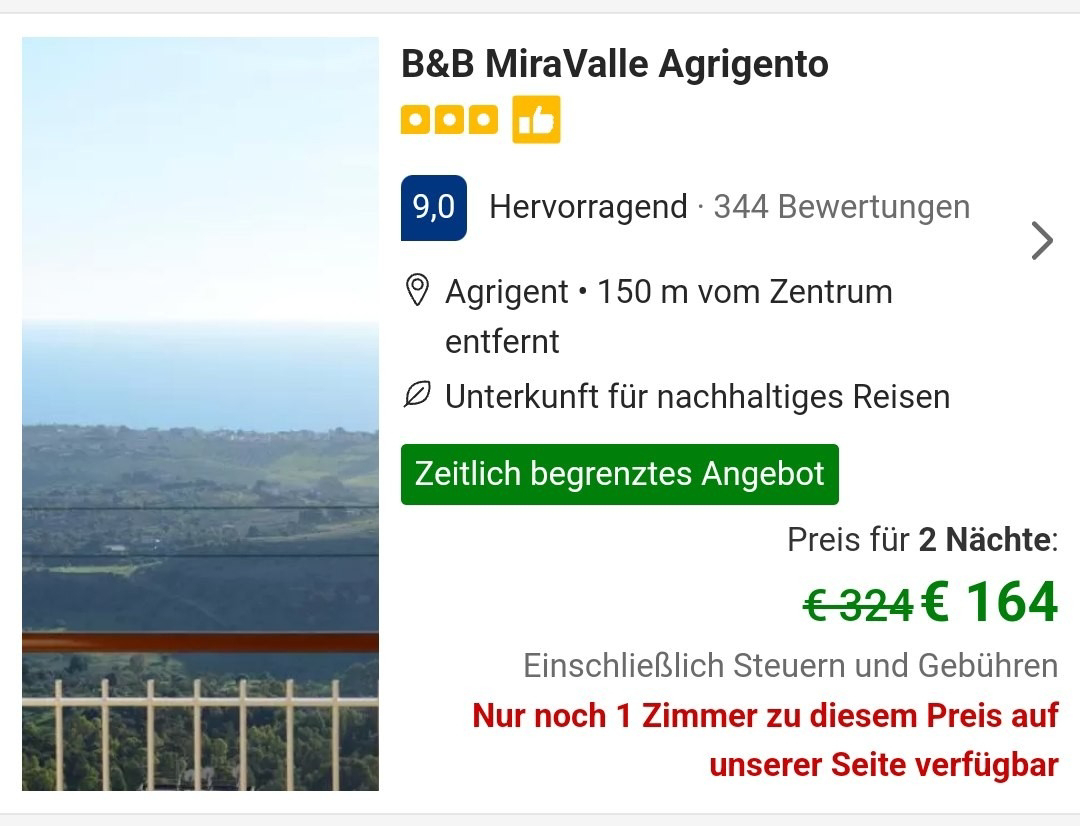 B&B MiraValle Agrigento
9,0 Hervorragend · 344 Bewertungen
Agrigent • 150 m vom Zentrum
entfernt
Unterkunft für nachhaltiges Reisen
Zeitlich begrenztes Angebot
Preis für 2 Nächte:
€ 324 € 164
Einschließlich Steuern und Gebühren
Nur noch 1 Zimmer zu diesem Preis auf
unserer Seite verfügbar